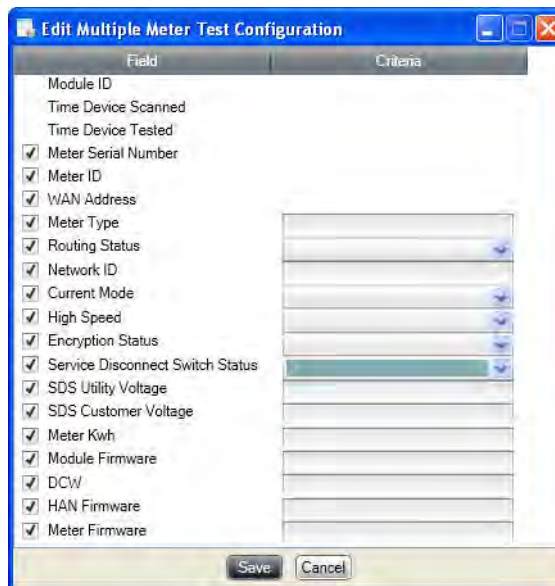 Edit Multiple Meter Test Configuration
Field Criteria
Module ID
Time Device Scanned
Time Device Tested
Meter Serial Number
Meter ID
WAN Address
Meter Type
Routing Status
Network ID
Current Mode
High Speed
Encryption Status
Service Disconnect Switch Status
SDS Utility Voltage
SDS Customer Voltage
Meter Kwh
Module Firmware
DCW
HAN Firmware
Meter Firmware
Save Cancel